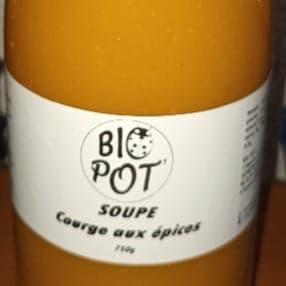 BIO
POT'
SOUPE
Courge aux épices
750g